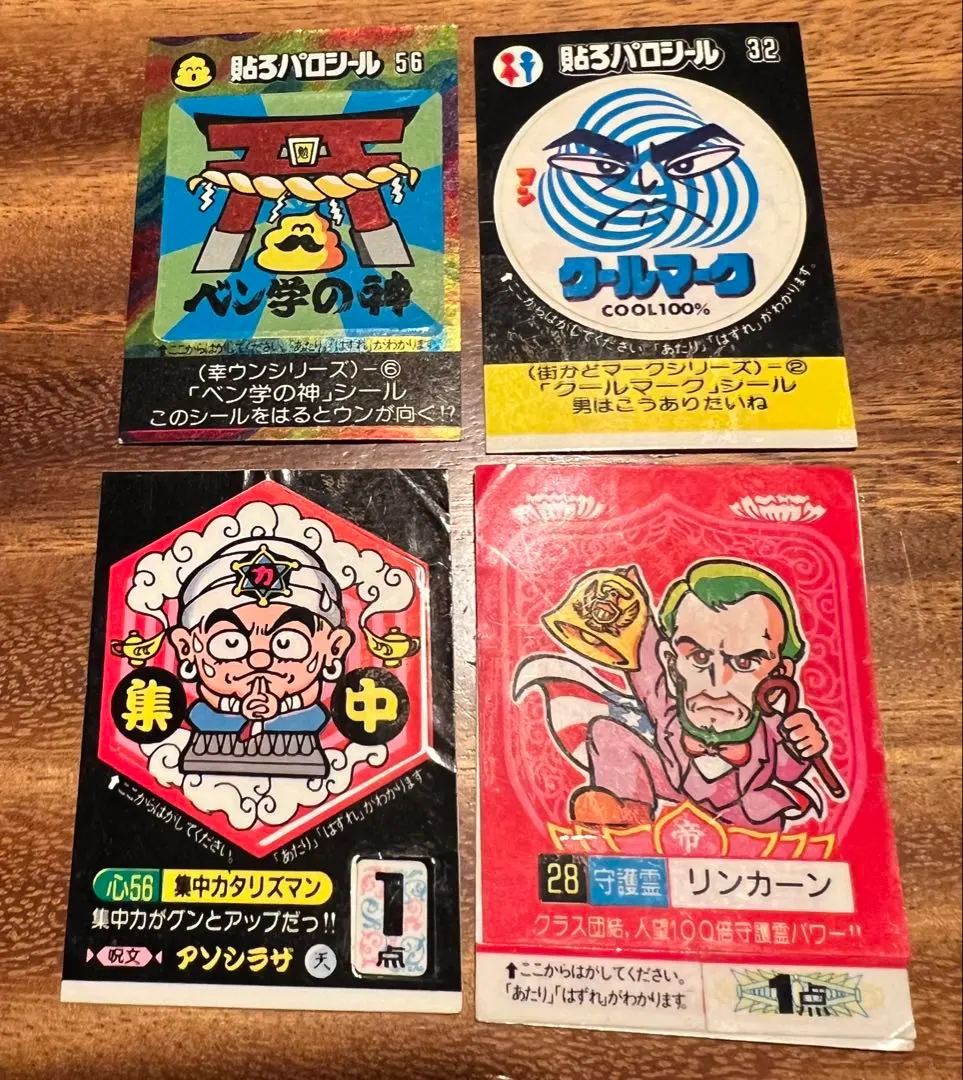 貼ろパロシール 56
勉
ベン学の神
↑ここからはがしてください。「あたり」「はずれ」がわかります。
(幸ウンシリーズ)-⑥
「ベン学の神」シール
このシールをはるとウンが向く!?
貼ろパロシール 32
コン
クールマーク
COOL100%
↑ここからはがしてください。「あたり」「はずれ」がわかります。
(街かどマークシリーズ)-②
「クールマーク」シール
男はこうありたいね
力
集 中
↑ここからはがしてください。「あたり」「はずれ」がわかります。
心56 集中力タリズマン
集中力がグンとアップだっ!!
呪文 アソシラザ 天
1点
帝
28 守護霊 リンカーン
クラス団結,人望100倍守護霊パワー!!
↑ここからはがしてください。
「あたり」「はずれ」がわかります。
1点